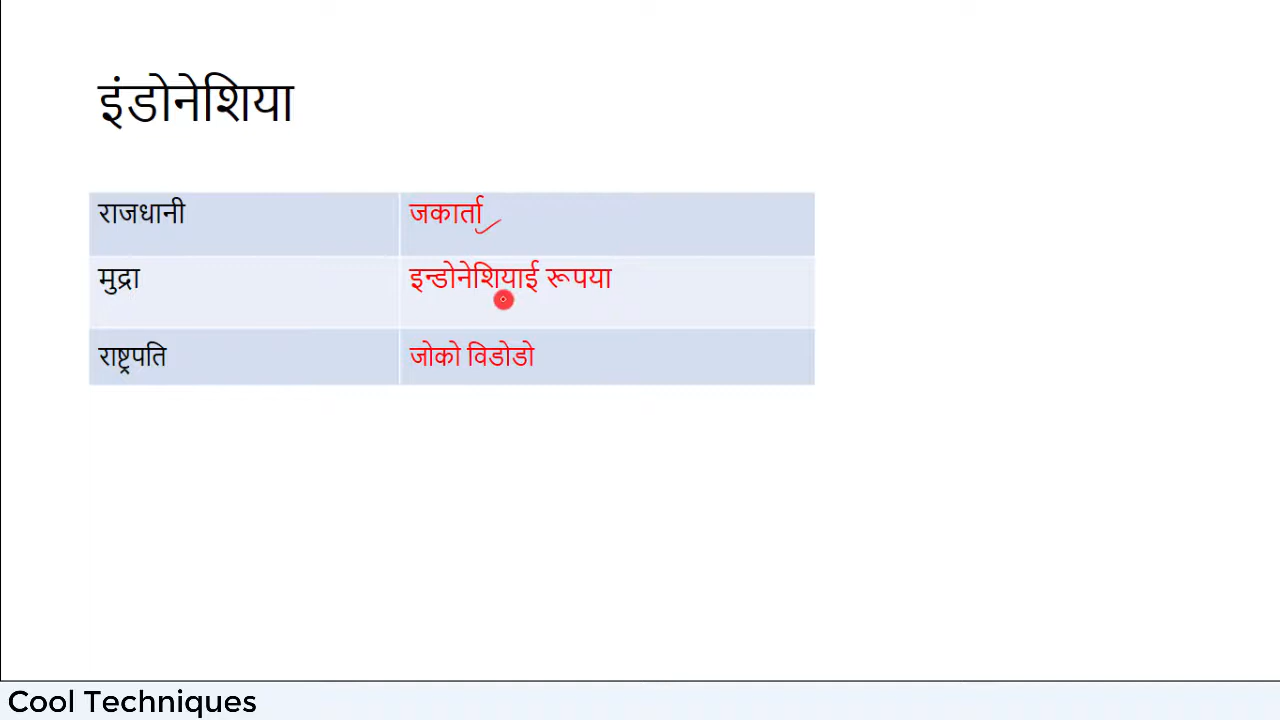 इंडोनेशिया
राजधानी जकार्ता
मुद्रा इन्डोनेशियाई रूपया
राष्ट्रपति जोको विडोडो
Cool Techniques